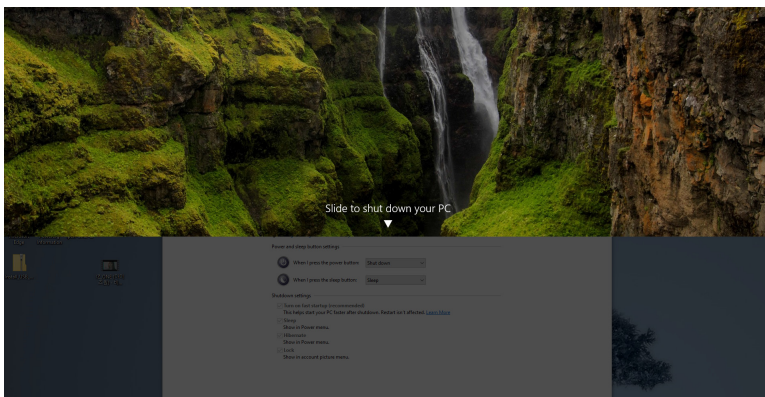 Slide to shut down your PC
Power and sleep button settings
When I press the power button: Shut down
When I press the sleep button: Sleep
Shutdown settings
Turn on fast startup (recommended)
This helps start your PC faster after shutdown. Restart isn't affected. Learn More
Sleep
Show in Power menu.
Hibernate
Show in Power menu.
Lock
Show in account picture menu.